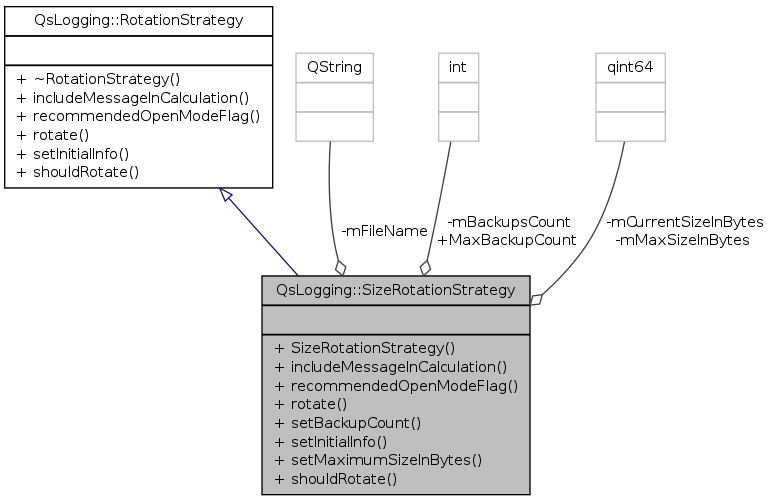 QsLogging::RotationStrategy
+ ~RotationStrategy()
+ includeMessageInCalculation()
+ recommendedOpenModeFlag()
+ rotate()
+ setInitialInfo()
+ shouldRotate()
QString
int
qint64
-mFileName
-mBackupsCount
+MaxBackupCount
-mCurrentSizeInBytes
-mMaxSizeInBytes
QsLogging::SizeRotationStrategy
+ SizeRotationStrategy()
+ includeMessageInCalculation()
+ recommendedOpenModeFlag()
+ rotate()
+ setBackupCount()
+ setInitialInfo()
+ setMaximumSizeInBytes()
+ shouldRotate()